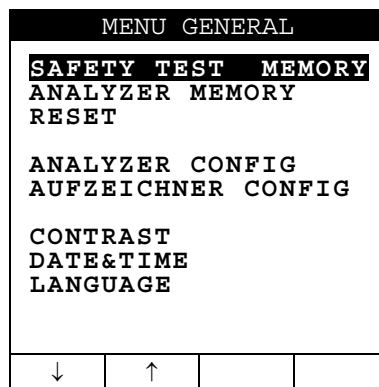 MENU GENERAL
SAFETY TEST MEMORY
ANALYZER MEMORY
RESET
ANALYZER CONFIG
AUFZEICHNER CONFIG
CONTRAST
DATE&TIME
LANGUAGE
↓ ↑